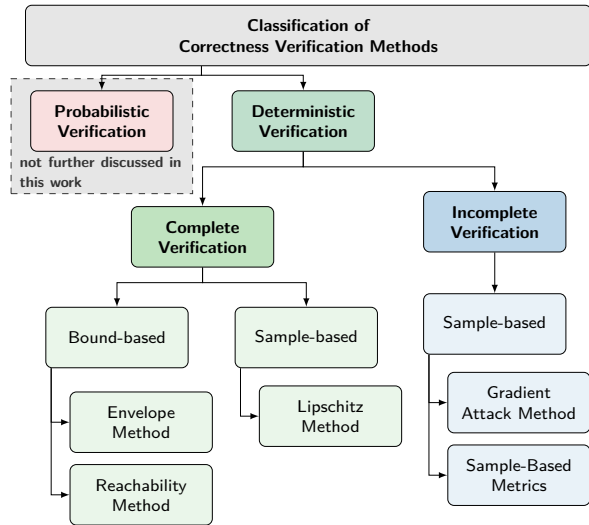 Classification of
Correctness Verification Methods
Probabilistic
Verification
not further discussed in
this work
Deterministic
Verification
Complete
Verification
Incomplete
Verification
Bound-based
Sample-based
Sample-based
Envelope
Method
Lipschitz
Method
Gradient
Attack Method
Reachability
Method
Sample-Based
Metrics